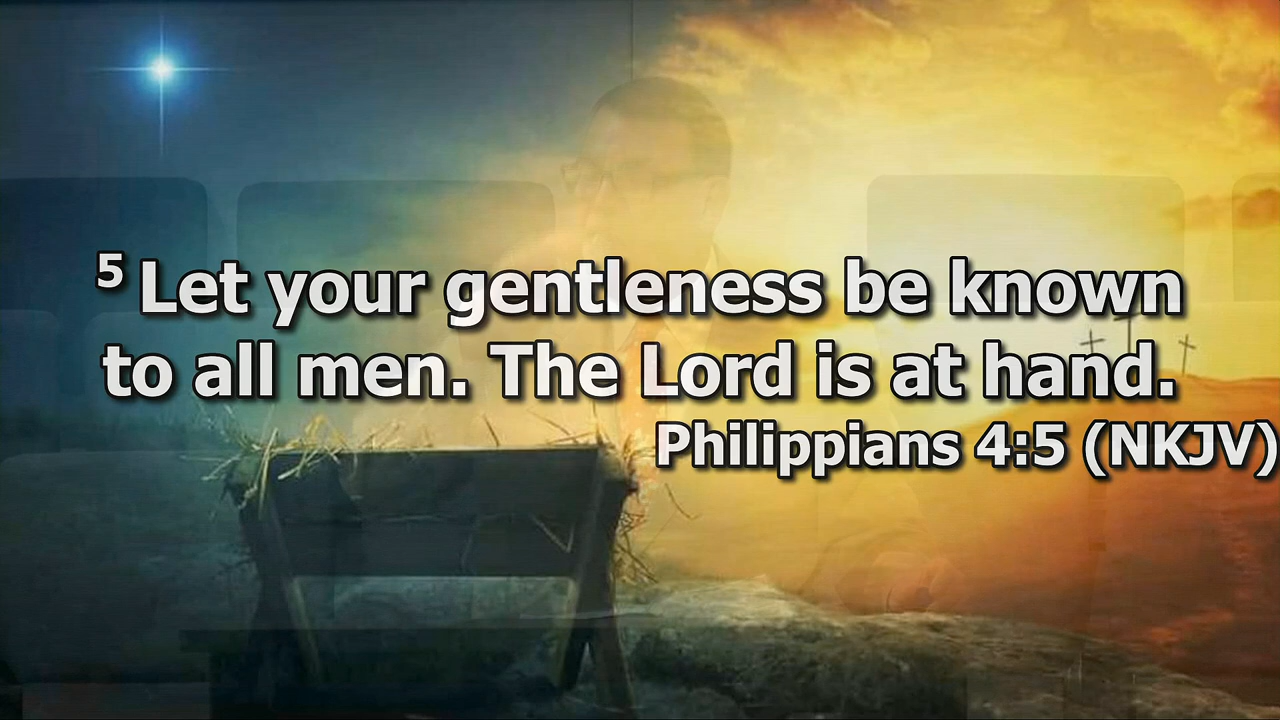 5 Let your gentleness be known
to all men. The Lord is at hand.
Philippians 4:5 (NKJV)